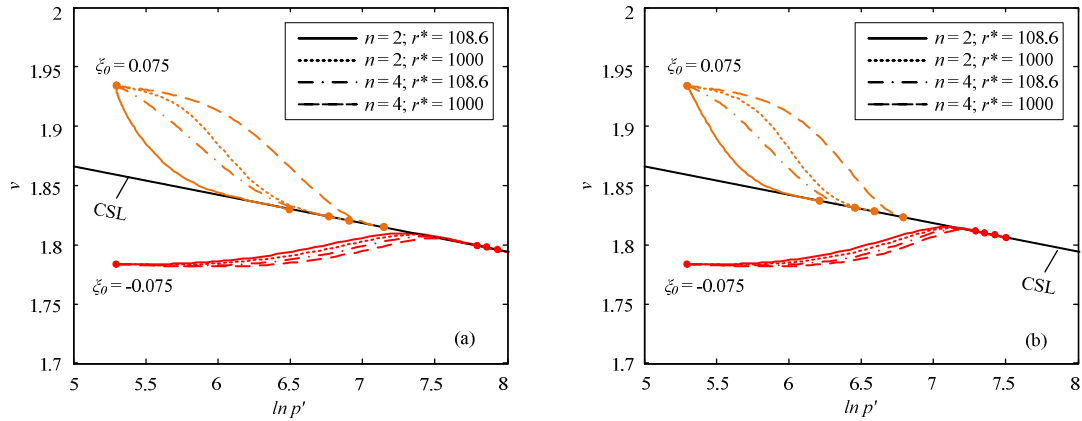 2
1.95
1.9
1.85
1.8
1.75
1.7
v
5
5.5
6
6.5
7
7.5
8
ln p'
ξ0 = 0.075
ξ0 = -0.075
CSL
n = 2; r* = 108.6
n = 2; r* = 1000
n = 4; r* = 108.6
n = 4; r* = 1000
(a)
2
1.95
1.9
1.85
1.8
1.75
1.7
v
5
5.5
6
6.5
7
7.5
8
ln p'
ξ0 = 0.075
ξ0 = -0.075
CSL
n = 2; r* = 108.6
n = 2; r* = 1000
n = 4; r* = 108.6
n = 4; r* = 1000
(b)